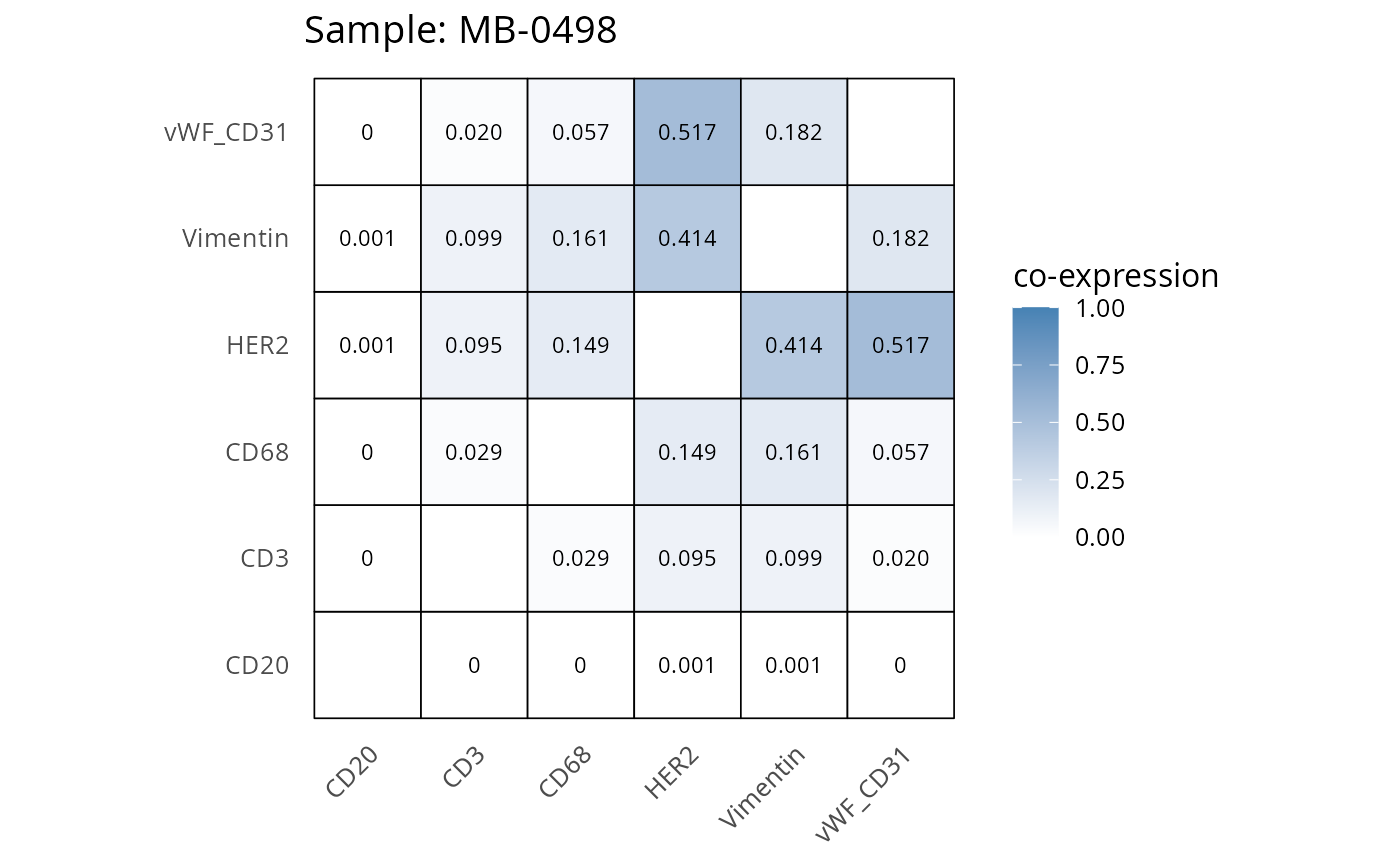 Sample: MB-0498
vWF_CD31 0 0.020 0.057 0.517 0.182
Vimentin 0.001 0.099 0.161 0.414 0.182
HER2 0.001 0.095 0.149 0.414 0.517
CD68 0 0.029 0.149 0.161 0.057
CD3 0 0.029 0.095 0.099 0.020
CD20 0 0 0.001 0.001 0
CD20 CD3 CD68 HER2 Vimentin vWF_CD31
co-expression
1.00
0.75
0.50
0.25
0.00